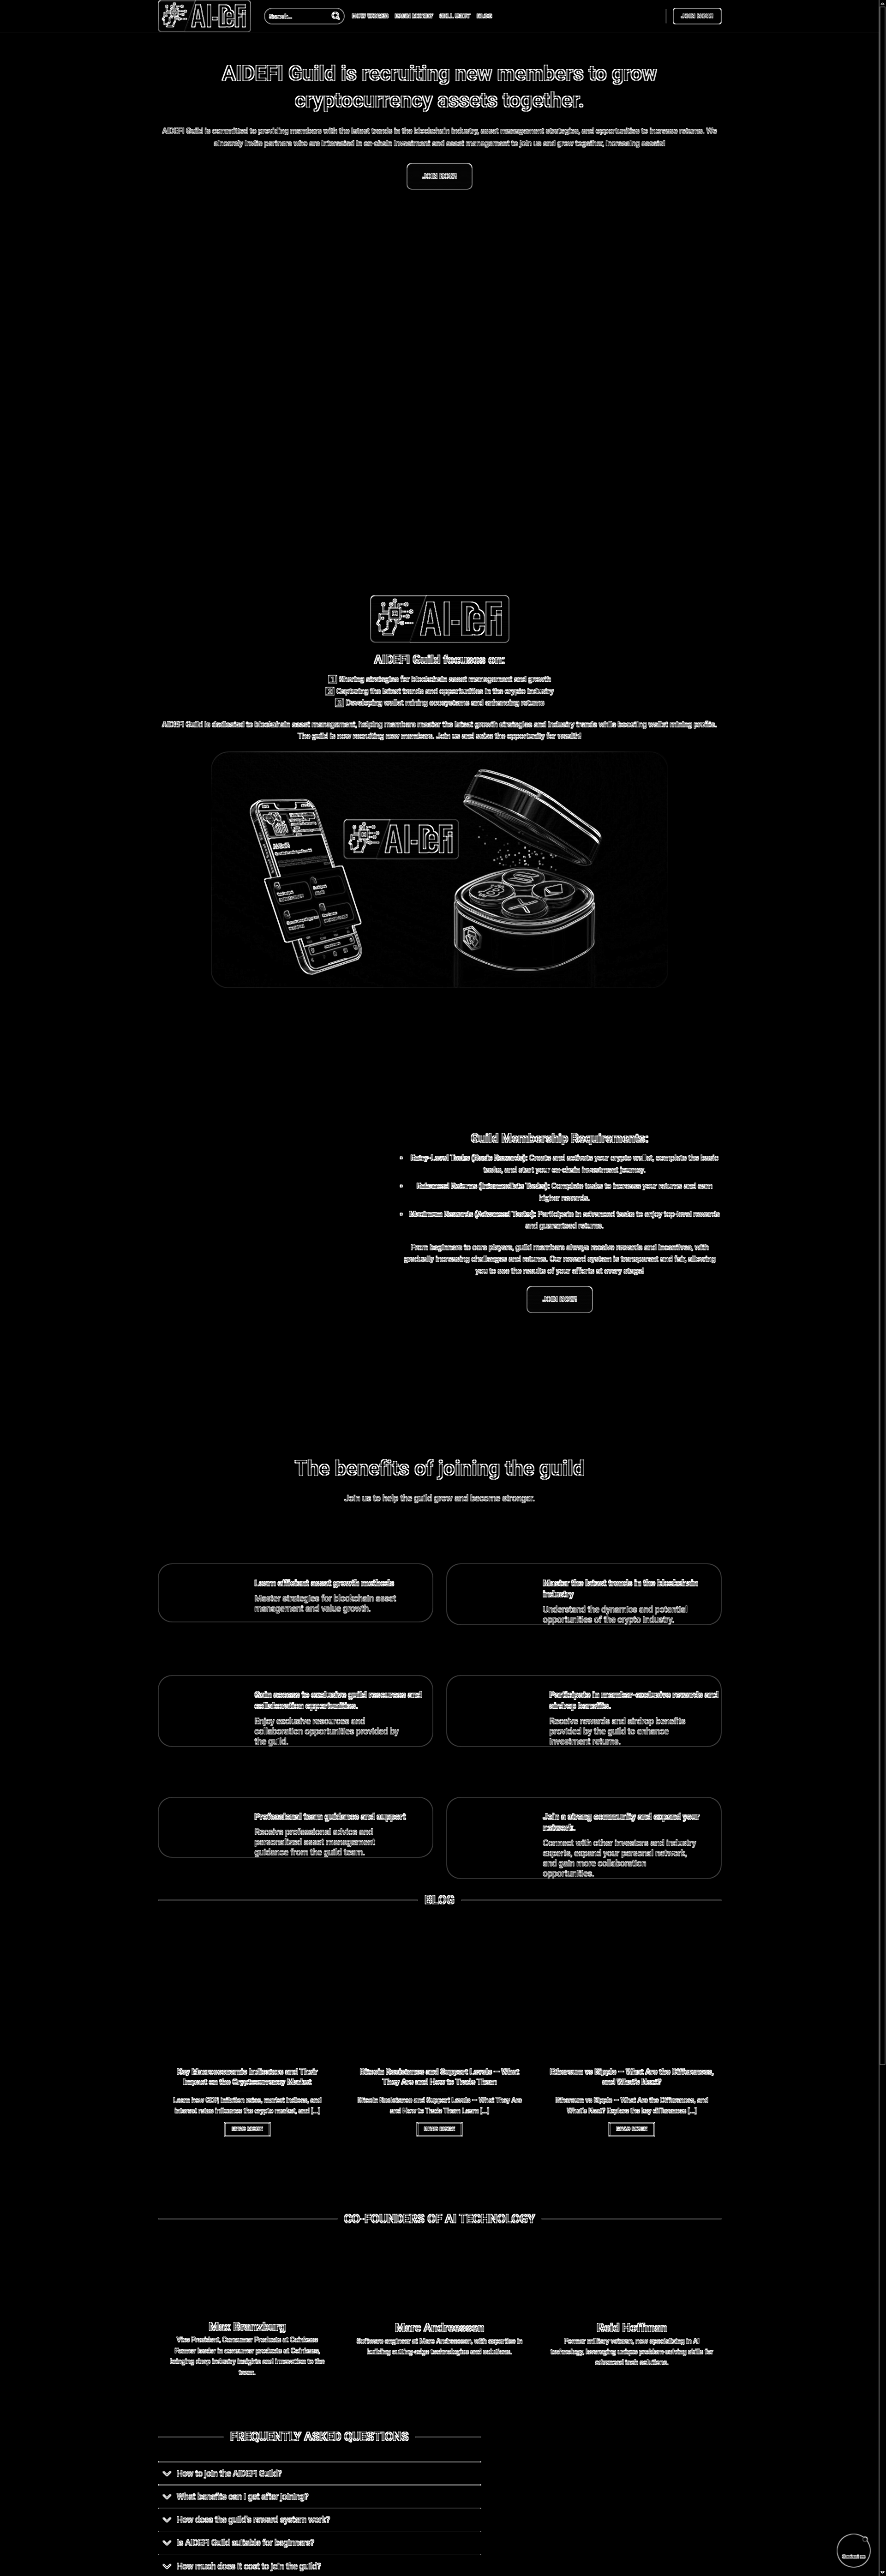 AI-DeFi
Search...
HOW WORKS
BLOG
JOIN NOW!
AIDEFI Guild is recruiting new members to grow
cryptocurrency assets together.
AIDEFI Guild is committed to providing members with the latest trends in the blockchain industry, asset management strategies, and opportunities to increase returns. We
sincerely invite partners who are interested in on-chain investment and asset management to join us and grow together, increasing assets!
JOIN NOW!
AI-DeFi
AIDEFI Guild focuses on:
1 Sharing strategies for blockchain asset management and growth
2 Capturing the latest trends and opportunities in the crypto industry
3 Developing wallet mining ecosystems and enhancing returns
AIDEFI Guild is dedicated to blockchain asset management, helping members master the latest growth strategies and industry trends while boosting wallet mining profits.
The guild is now recruiting new members. Join us and seize the opportunity for wealth!
AI-DeFi
Guild Membership Requirements:
Entry-Level Tasks (Basic Rewards): Create and activate your crypto wallet, complete the basic
tasks, and start your on-chain investment journey.
Enhanced Returns (Intermediate Tasks): Complete tasks to increase your returns and earn
higher rewards.
Maximum Rewards (Advanced Tasks): Participate in advanced tasks to enjoy top-level rewards
and guaranteed returns.
From beginners to core players, guild members always receive rewards and incentives, with
gradually increasing challenges and returns. Our reward system is transparent and fair, allowing
you to see the results of your efforts at every stage!
JOIN NOW!
The benefits of joining the guild
Join us to help the guild grow and become stronger.
Learn efficient asset growth methods
Master strategies for blockchain asset
management and value growth.
Master the latest trends in the blockchain
industry
Understand the dynamics and potential
opportunities of the crypto industry.
Gain access to exclusive guild resources and
collaboration opportunities.
Enjoy exclusive resources and
collaboration opportunities provided by
the guild.
Participate in member-exclusive rewards and
airdrop benefits.
Receive rewards and airdrop benefits
provided by the guild to enhance
investment returns.
Professional team guidance and support
Receive professional advice and
personalized asset management
guidance from the guild team.
Join a strong community and expand your
network.
Connect with other investors and industry
experts, expand your personal network,
and gain more collaboration
opportunities.
BLOG
Key Macroeconomic Indicators and Their
Impact on the Cryptocurrency Market
Learn how GDP, inflation rates, market indices, and
interest rates influence the crypto market, and [...]
READ MORE
Bitcoin Resistance and Support Levels – What
They Are and How to Trade Them
Bitcoin Resistance and Support Levels – What They Are
and How to Trade Them Learn [...]
READ MORE
Ethereum vs Ripple – What Are the Differences,
and What's Next?
Ethereum vs Ripple – What Are the Differences, and
What's Next? Explore the key differences [...]
READ MORE
CO-FOUNDERS OF AI TECHNOLOGY
Max Branzburg
Vice President, Consumer Products at Coinbase
Former leader in consumer products at Coinbase,
bringing deep industry insights and innovation to the
team.
Marc Andreessen
Software engineer at Marc Andreessen, with expertise in
building cutting-edge technologies and solutions.
Reid Hoffman
Former military veteran, now specializing in AI
technology, leveraging unique problem-solving skills for
advanced tech solutions.
FREQUENTLY ASKED QUESTIONS
How to join the AIDEFI Guild?
What benefits can I get after joining?
How does the guild's reward system work?
Is AIDEFI Guild suitable for beginners?
How much does it cost to join the guild?